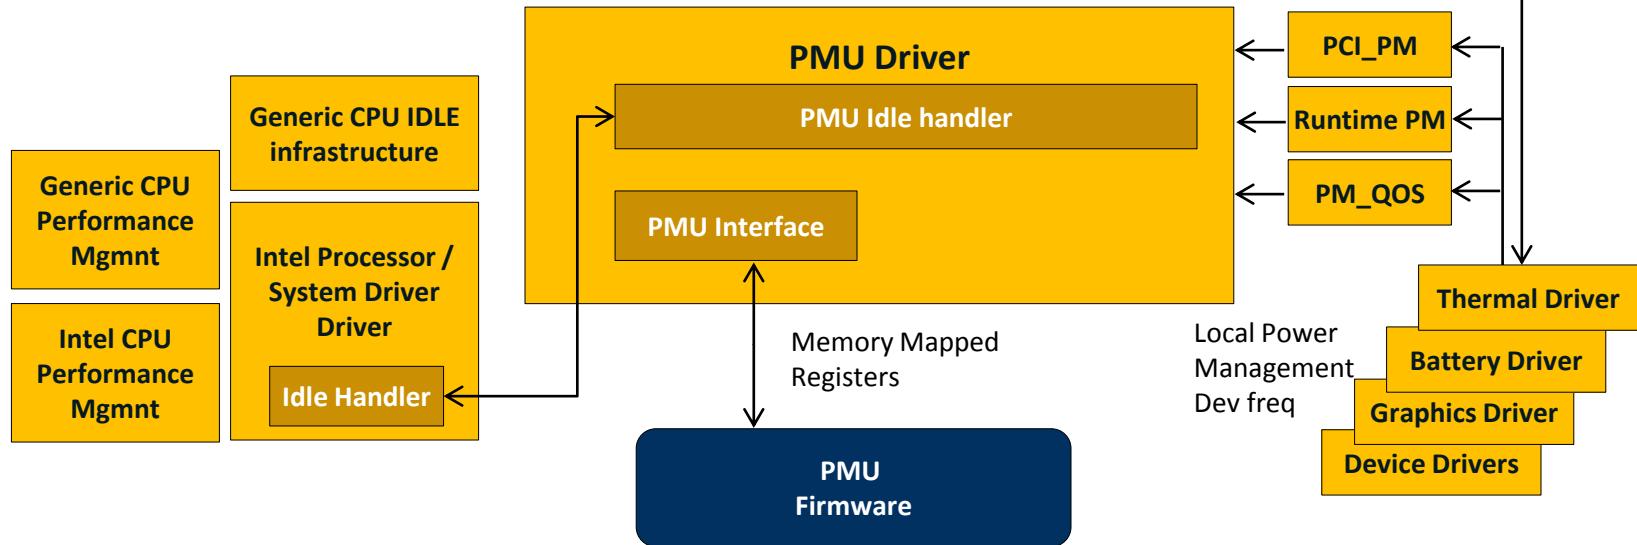 Generic CPU
Performance
Mgmnt
Intel CPU
Performance
Mgmnt
Generic CPU IDLE
infrastructure
Intel Processor /
System Driver
Driver
Idle Handler
PMU Driver
PMU Idle handler
PMU Interface
Memory Mapped
Registers
PMU
Firmware
PCI_PM
Runtime PM
PM_QOS
Local Power
Management
Dev freq
Thermal Driver
Battery Driver
Graphics Driver
Device Drivers